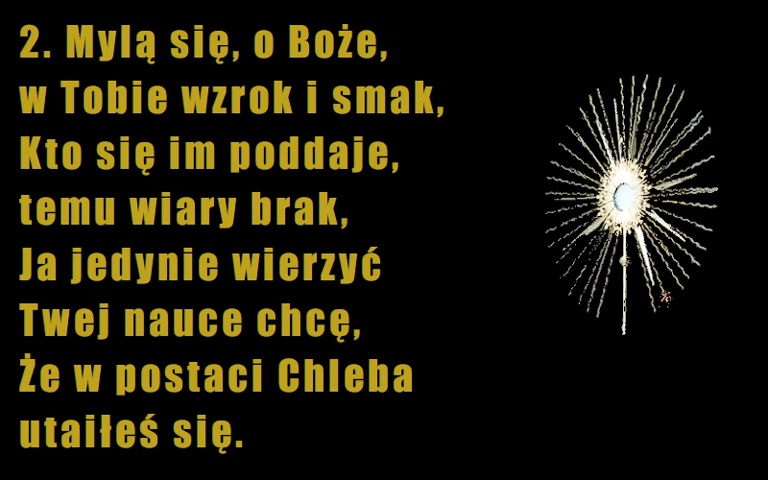 2. Mylą się, o Boże,
w Tobie wzrok i smak,
Kto się im poddaje,
temu wiary brak,
Ja jedynie wierzyć
Twej nauce chcę,
Że w postaci Chleba
utaiłeś się.